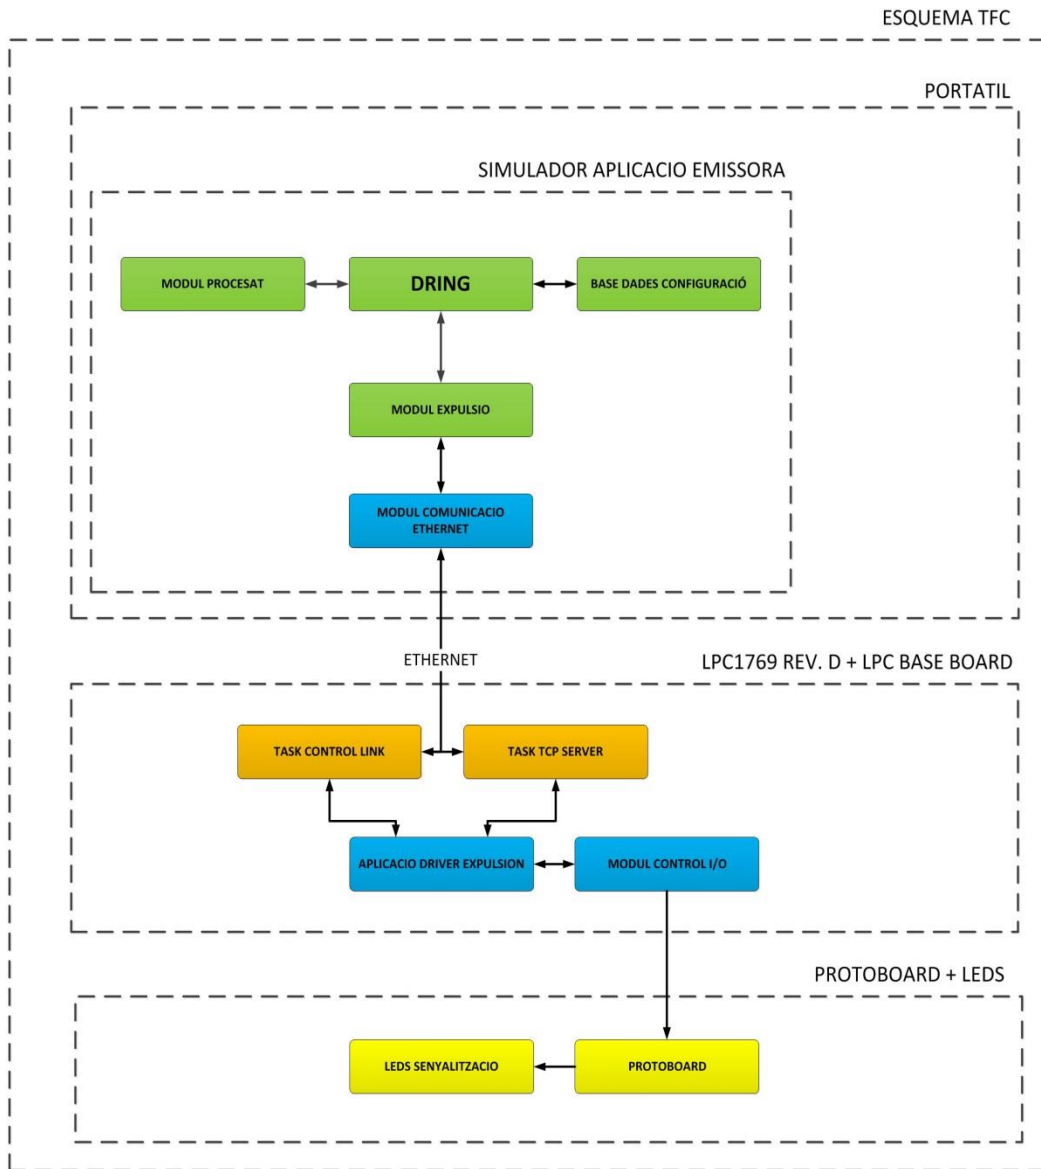 ESQUEMA TFC
PORTATIL
SIMULADOR APLICACIO EMISSORA
MODUL PROCESAT
DRING
BASE DADES CONFIGURACIÓ
MODUL EXPULSIO
MODUL COMUNICACIO
ETHERNET
ETHERNET
LPC1769 REV. D + LPC BASE BOARD
TASK CONTROL LINK
TASK TCP SERVER
APLICACIO DRIVER EXPULSION
MODUL CONTROL I/O
PROTOBOARD + LEDS
LEDS SENYALITZACIO
PROTOBOARD